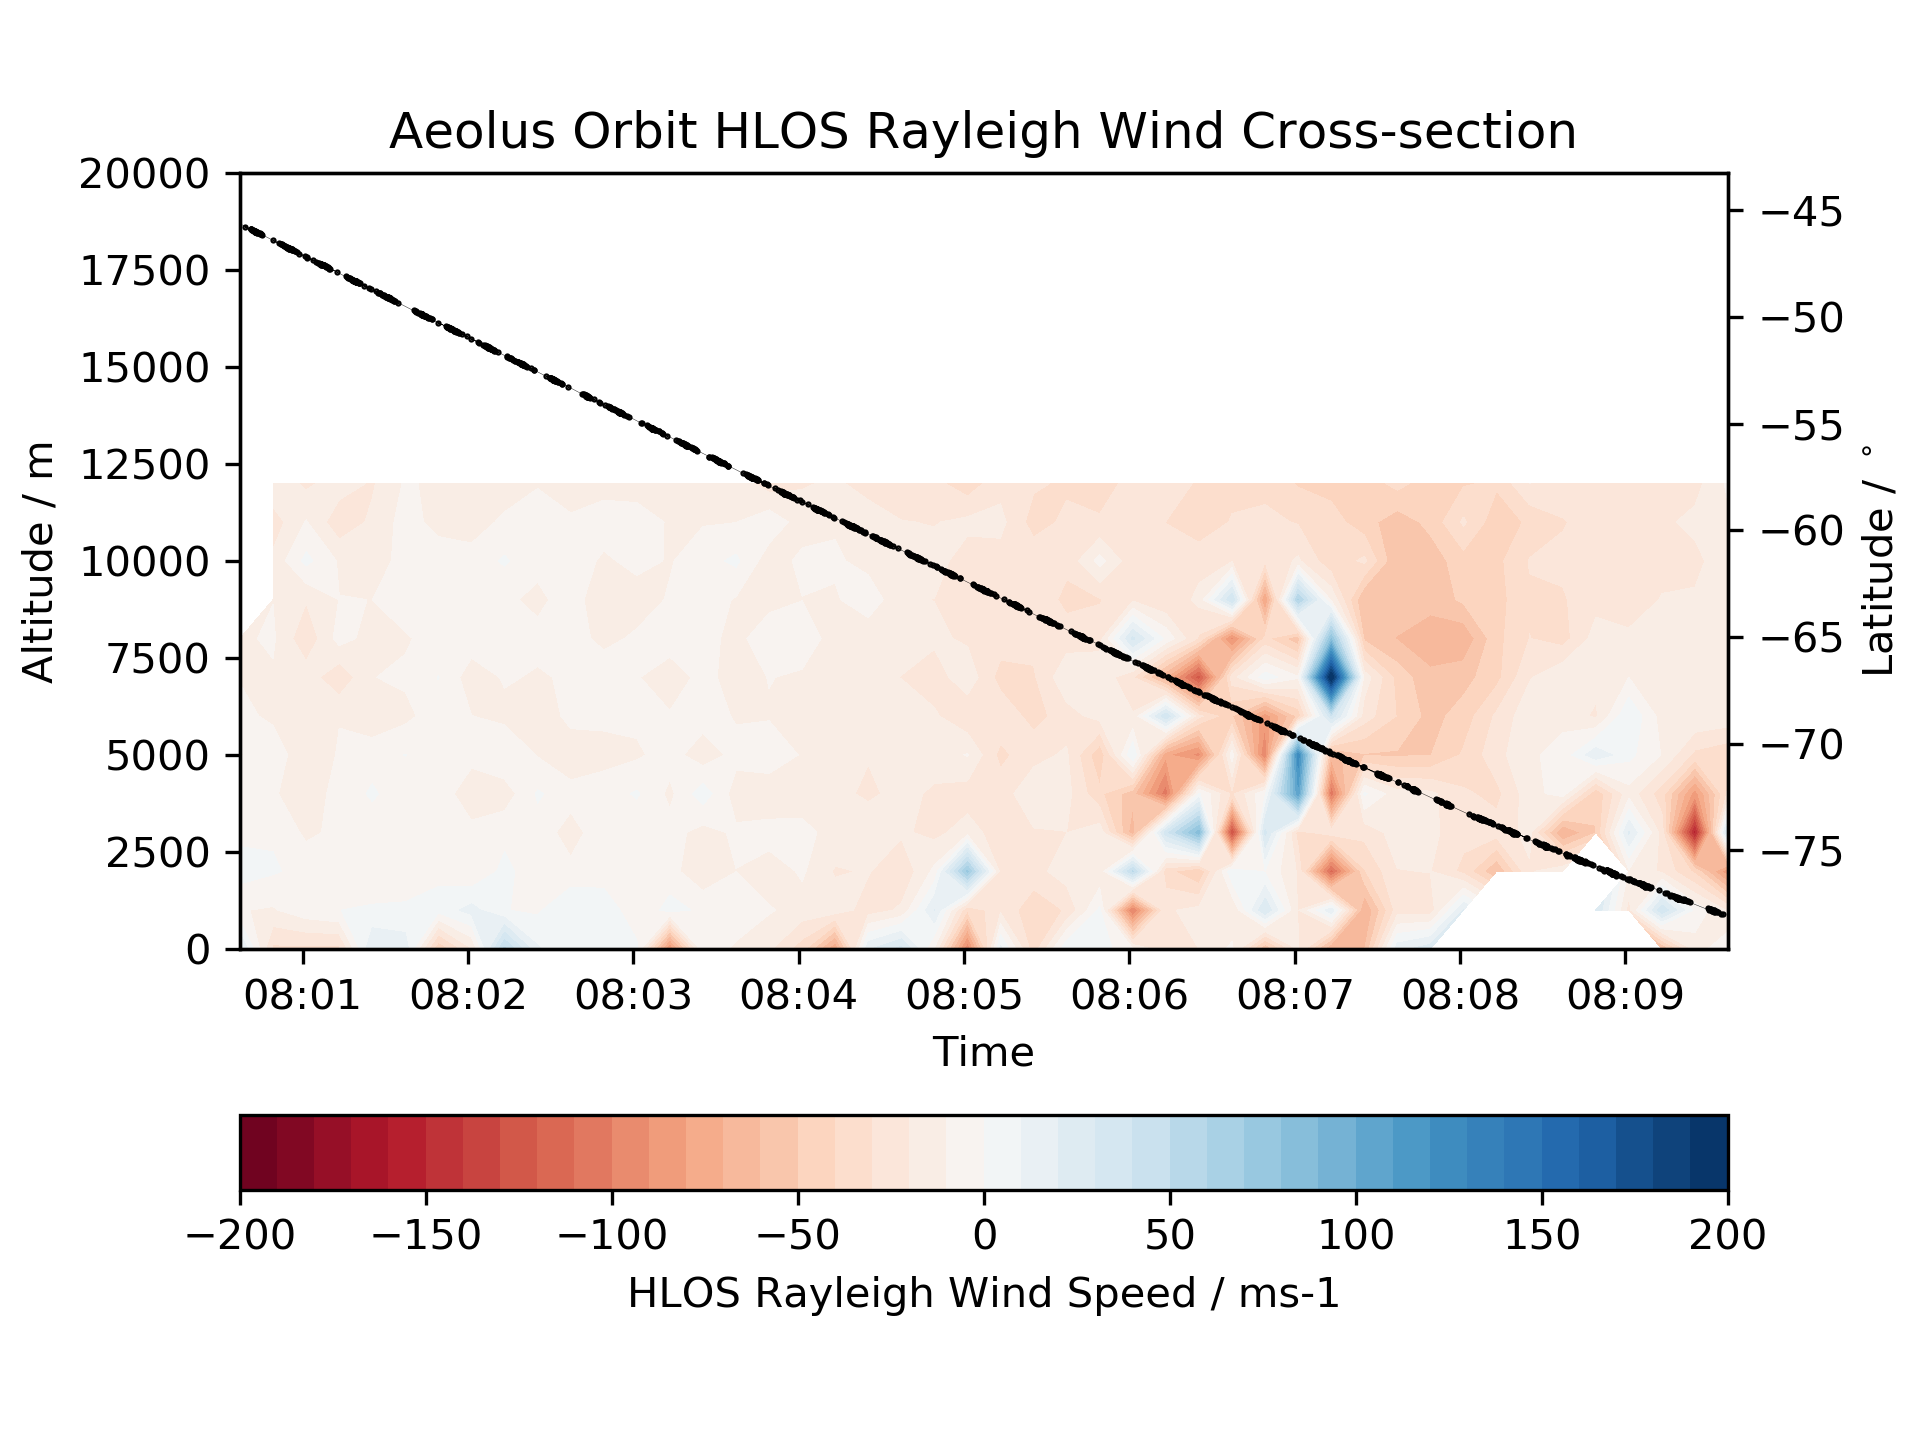 Aeolus Orbit HLOS Rayleigh Wind Cross-section
20000
17500
15000
12500
10000
7500
5000
2500
0
Altitude / m
−45
−50
−55
−60
−65
−70
−75
Latitude / °
08:01 08:02 08:03 08:04 08:05 08:06 08:07 08:08 08:09
Time
−200 −150 −100 −50 0 50 100 150 200
HLOS Rayleigh Wind Speed / ms-1